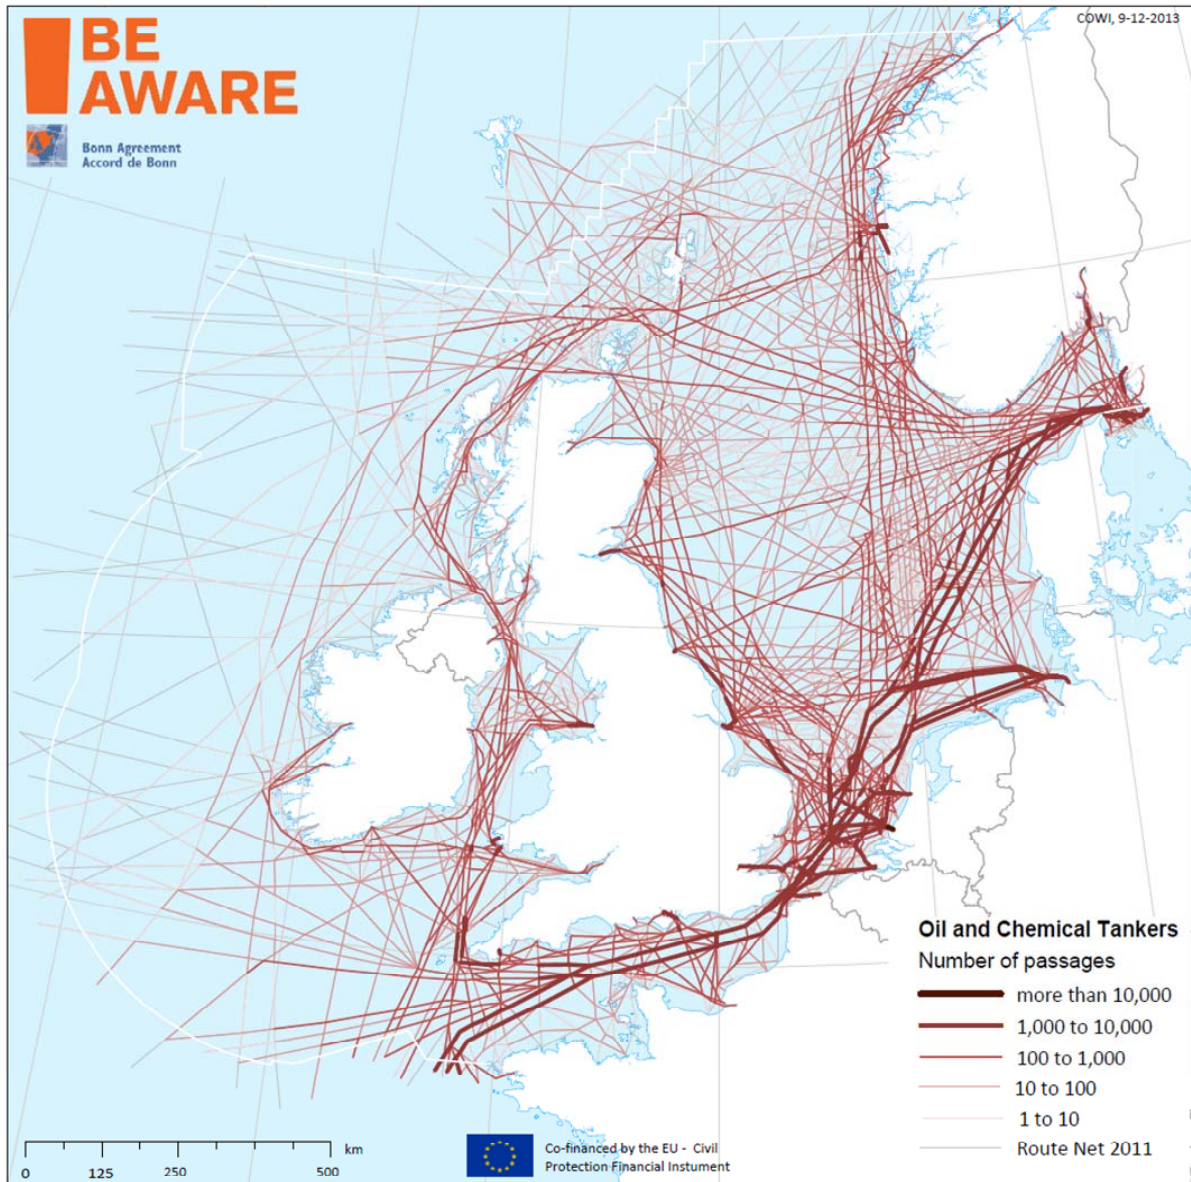 COWI, 9-12-2013
BE
AWARE
Bonn Agreement
Accord de Bonn
Oil and Chemical Tankers
Number of passages
more than 10,000
1,000 to 10,000
100 to 1,000
10 to 100
1 to 10
Route Net 2011
0 125 250 500 km
Co-financed by the EU - Civil
Protection Financial Instument